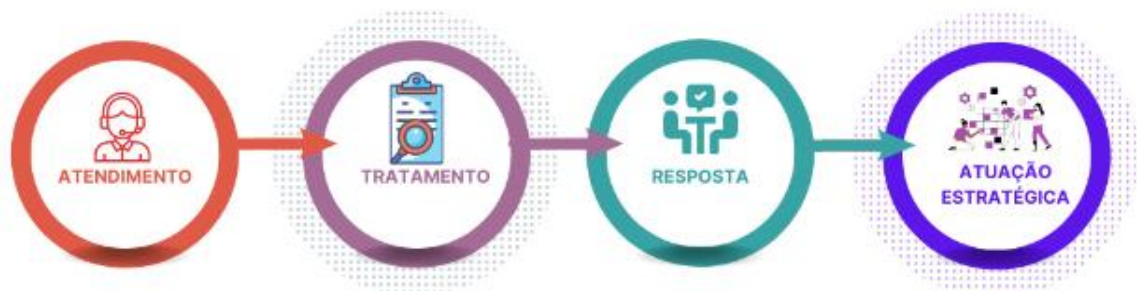 ATENDIMENTO
TRATAMENTO
RESPOSTA
ATUAÇÃO
ESTRATÉGICA